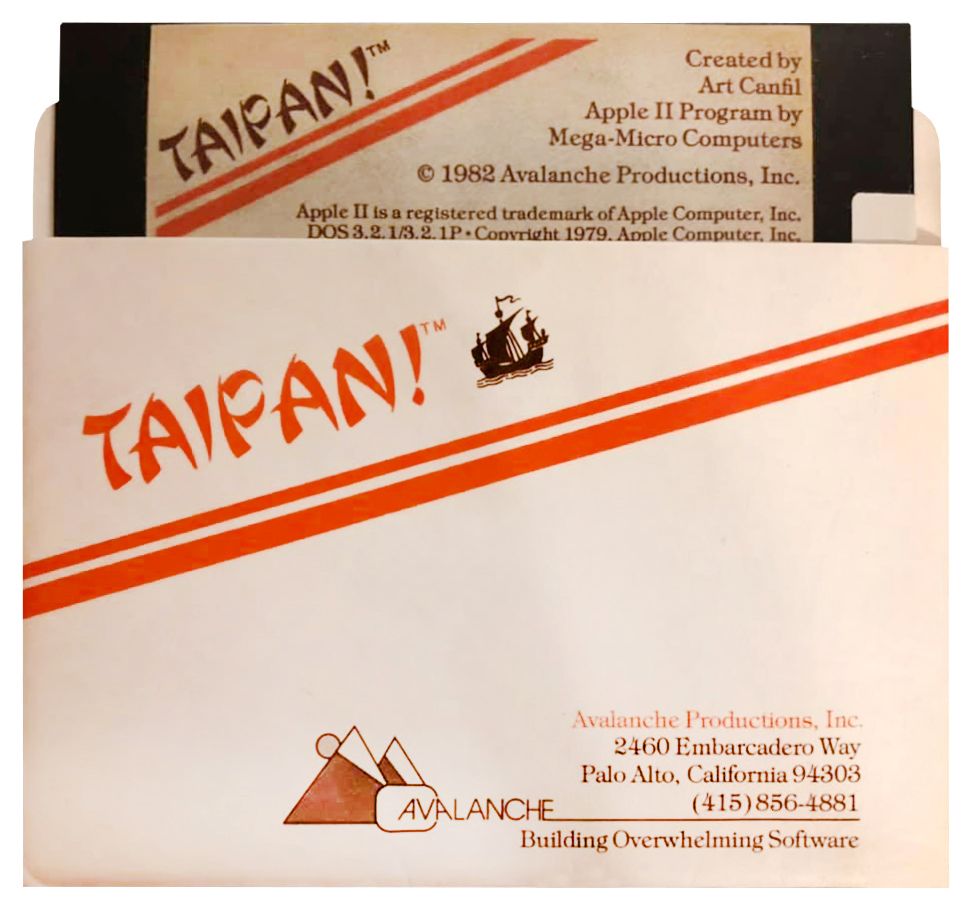 TAIPAN!™
Created by
Art Canfil
Apple II Program by
Mega-Micro Computers
© 1982 Avalanche Productions, Inc.
Apple II is a registered trademark of Apple Computer, Inc.
DOS 3.2.1/3.2.1P • Copyright 1979, Apple Computer, Inc.
TAIPAN!™
Avalanche Productions, Inc.
2460 Embarcadero Way
Palo Alto, California 94303
(415) 856-4881
AVALANCHE
Building Overwhelming Software